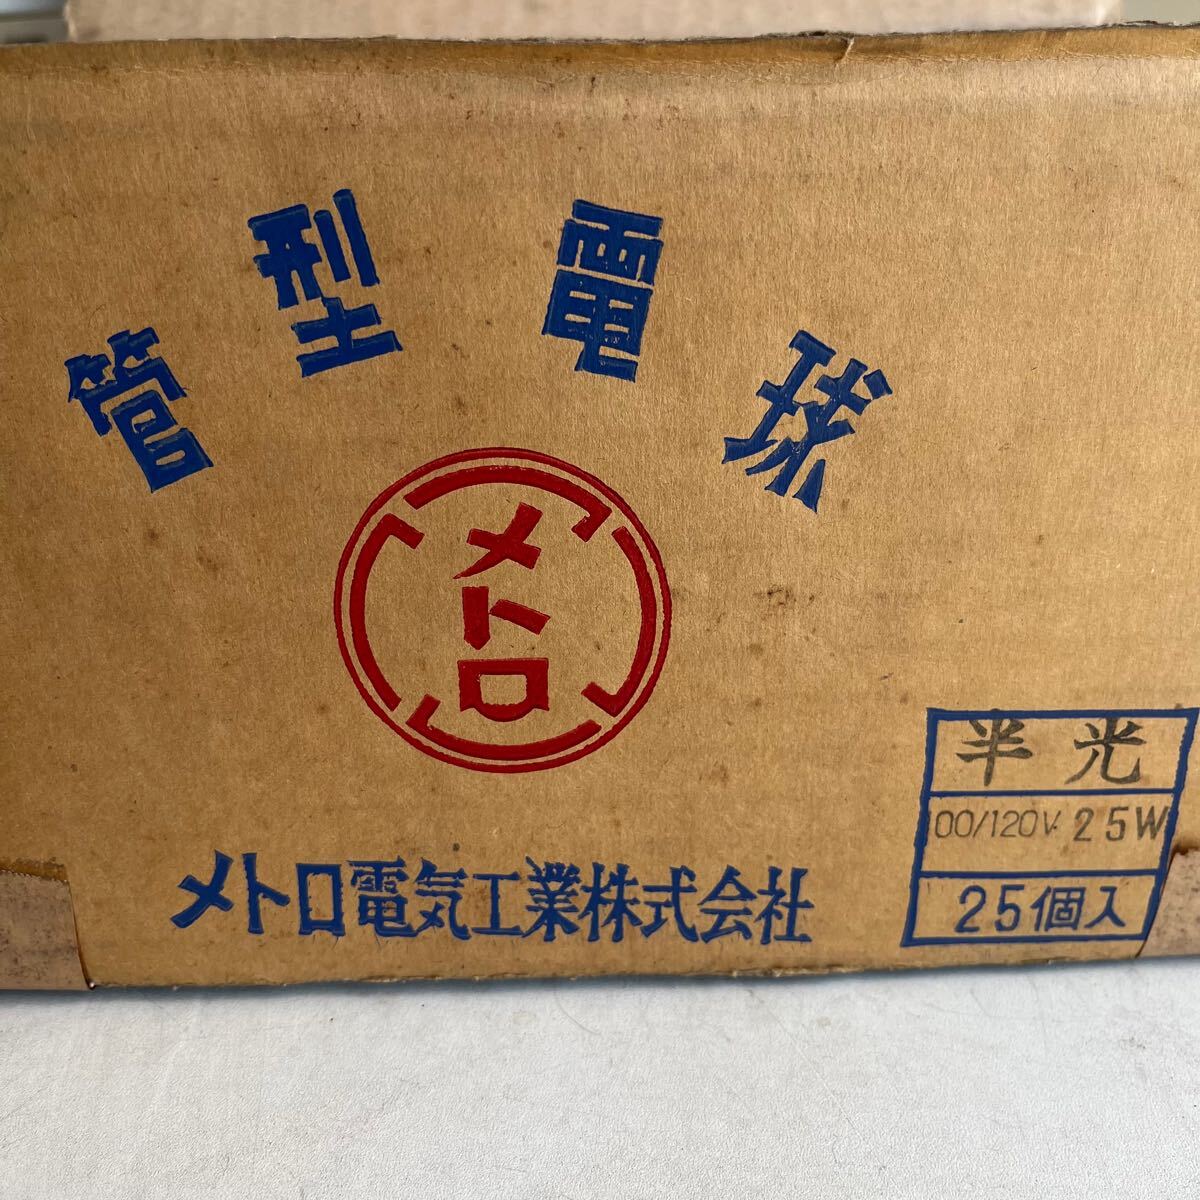 管型電球
メトロ
半光
00/120V 25W
25個入
メトロ電気工業株式会社